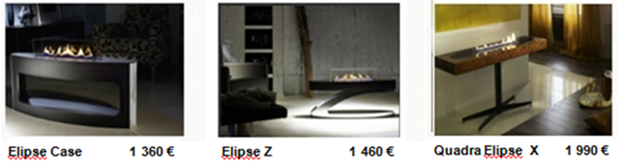 Elipse Case 1 360 €
Elipse Z 1 460 €
Quadra Elipse X 1 990 €